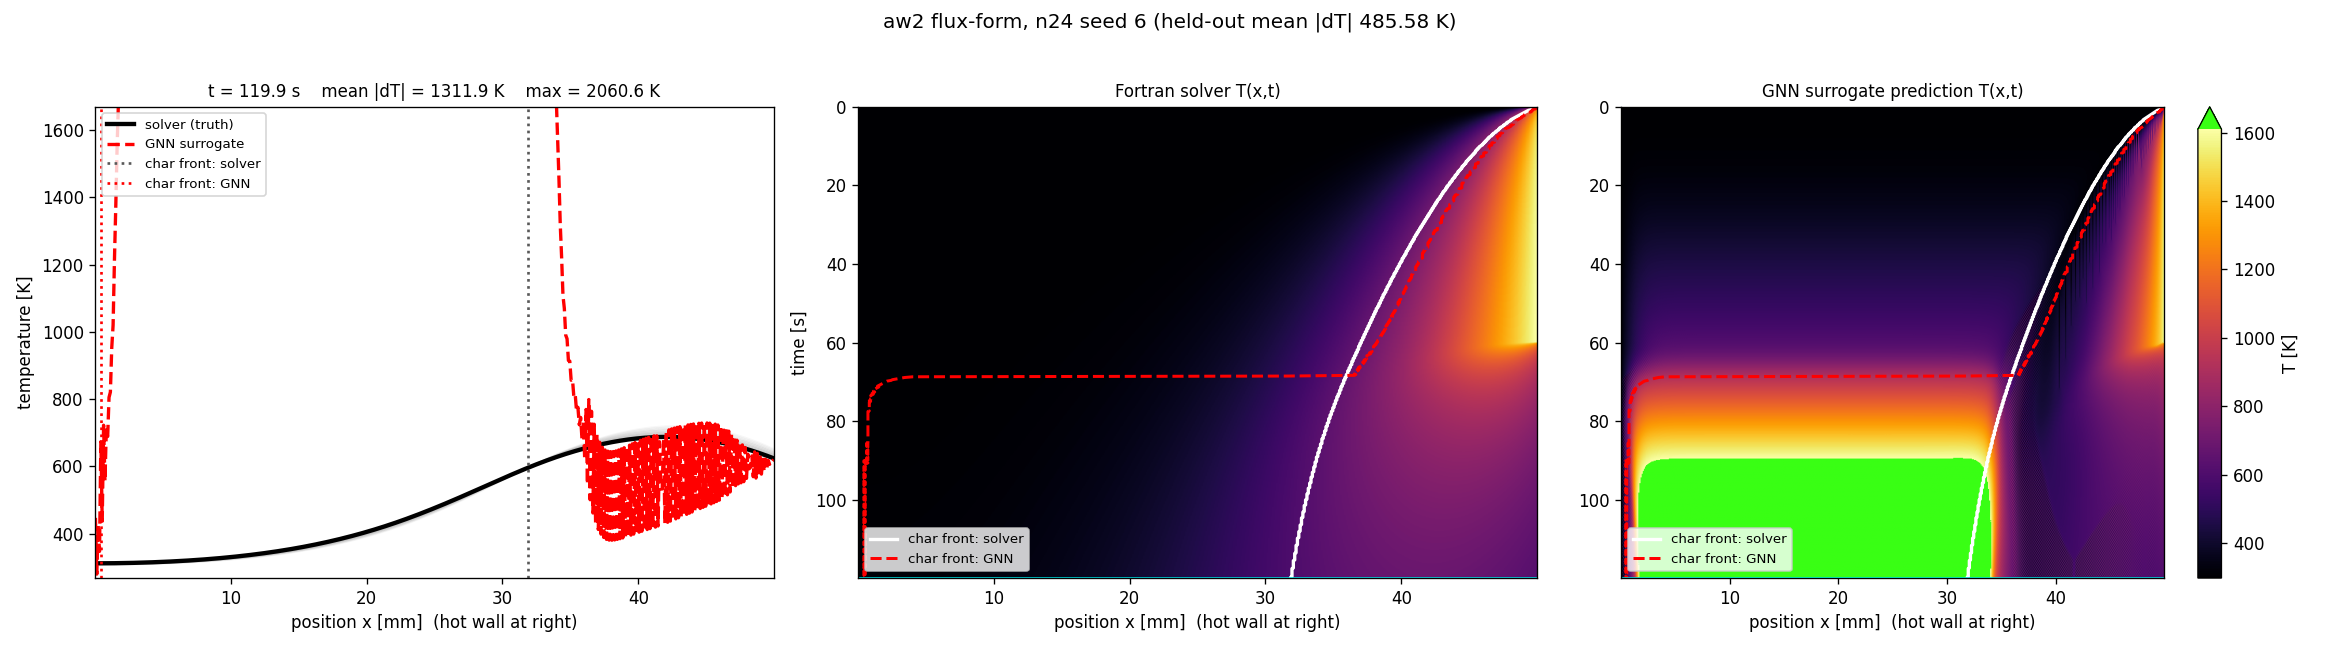 aw2 flux-form, n24 seed 6 (held-out mean |dT| 485.58 K)
t = 119.9 s    mean |dT| = 1311.9 K    max = 2060.6 K
temperature [K]
1600
1400
1200
1000
800
600
400
solver (truth)
GNN surrogate
char front: solver
char front: GNN
10 20 30 40
position x [mm]  (hot wall at right)
Fortran solver T(x,t)
time [s]
0
20
40
60
80
100
char front: solver
char front: GNN
10 20 30 40
position x [mm]  (hot wall at right)
GNN surrogate prediction T(x,t)
0
20
40
60
80
100
char front: solver
char front: GNN
10 20 30 40
position x [mm]  (hot wall at right)
1600
1400
1200
1000
800
600
400
T [K]